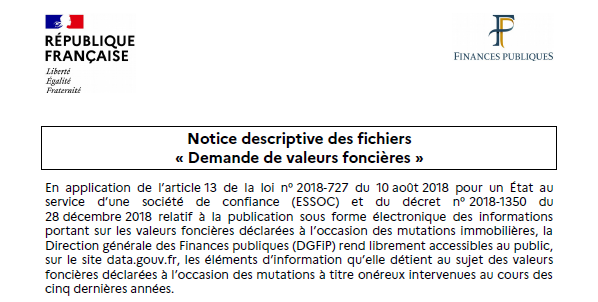 RÉPUBLIQUE
FRANÇAISE
Liberté
Égalité
Fraternité
FINANCES PUBLIQUES
Notice descriptive des fichiers
« Demande de valeurs foncières »
En application de l'article 13 de la loi n° 2018-727 du 10 août 2018 pour un État au
service d'une société de confiance (ESSOC) et du décret n° 2018-1350 du
28 décembre 2018 relatif à la publication sous forme électronique des informations
portant sur les valeurs foncières déclarées à l'occasion des mutations immobilières, la
Direction générale des Finances publiques (DGFiP) rend librement accessibles au public,
sur le site data.gouv.fr, les éléments d'information qu'elle détient au sujet des valeurs
foncières déclarées à l'occasion des mutations à titre onéreux intervenues au cours des
cinq dernières années.